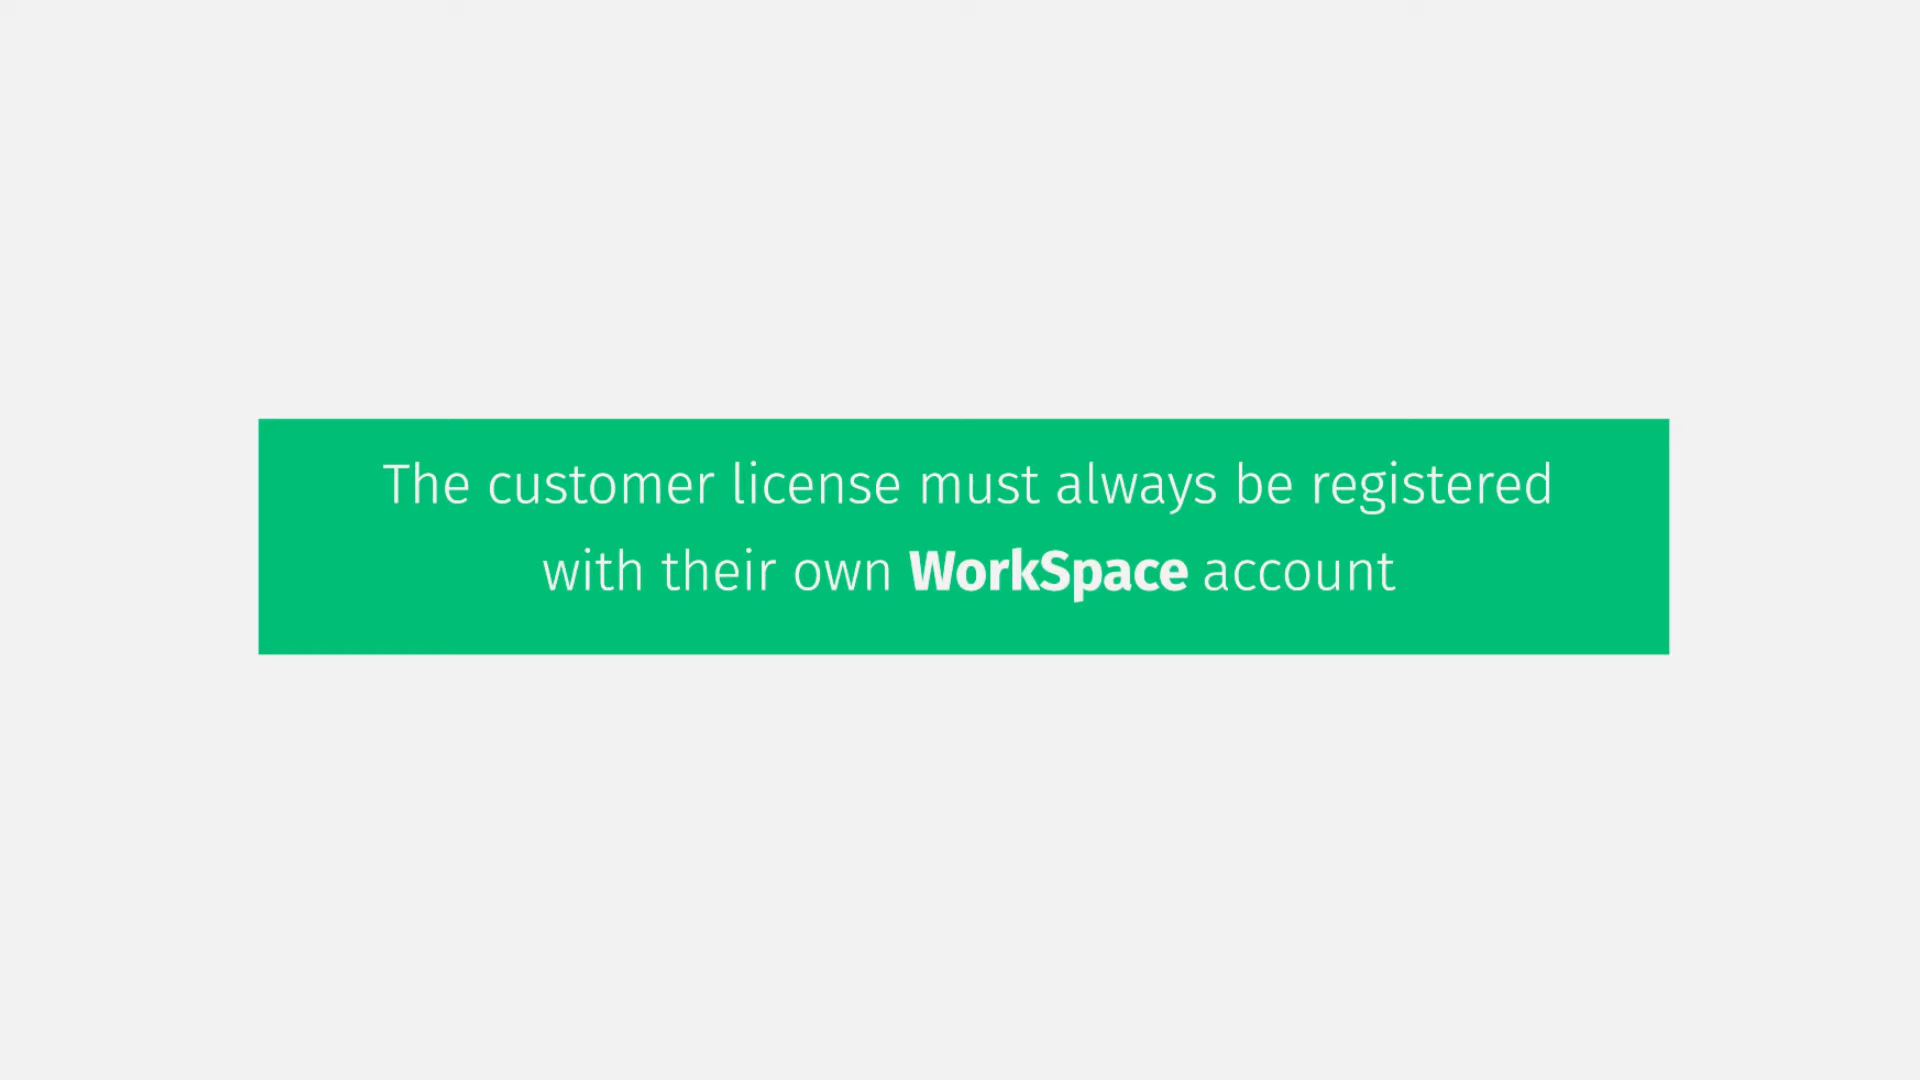 The customer license must always be registered
with their own WorkSpace account